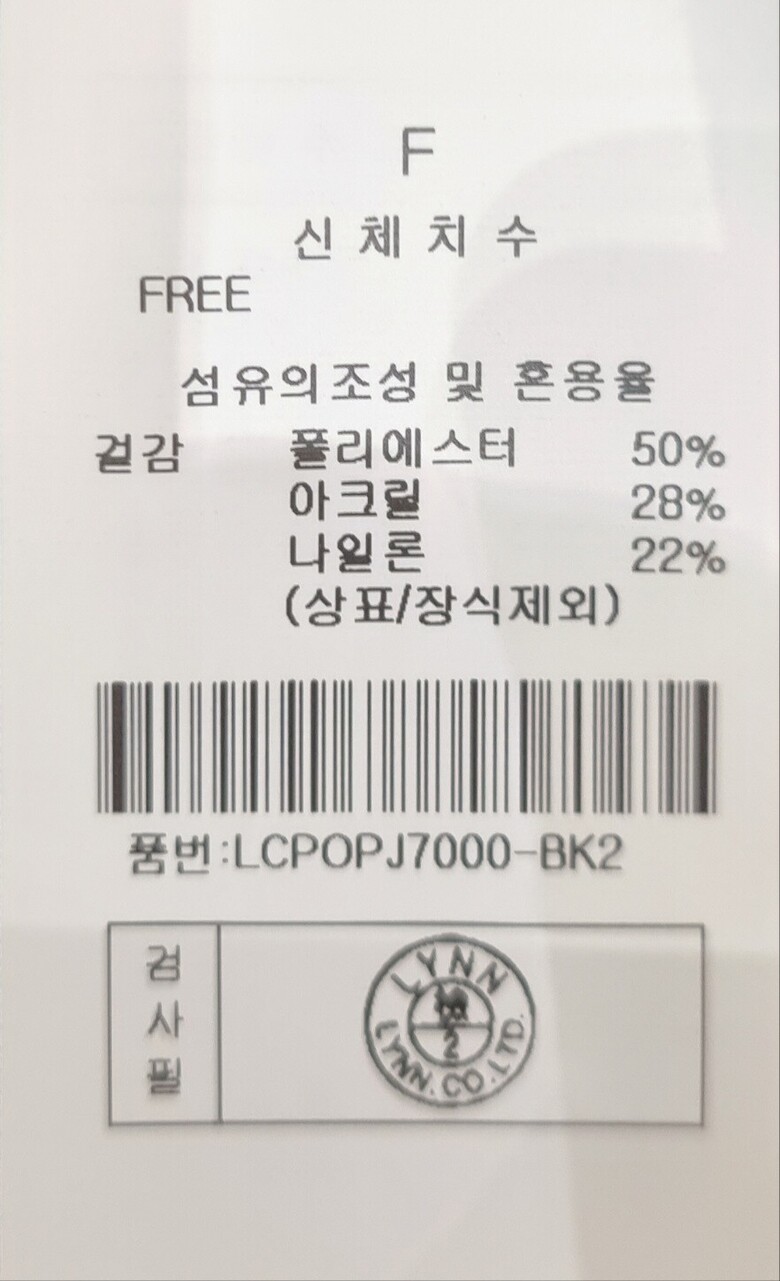 F
신체치수
FREE
섬유의조성 및 혼용율
겉감 폴리에스터 50%
아크릴 28%
나일론 22%
(상표/장식제외)
품번:LCPOPJ7000-BK2
검사필
LYNN
2
LYNN.CO.LTD.